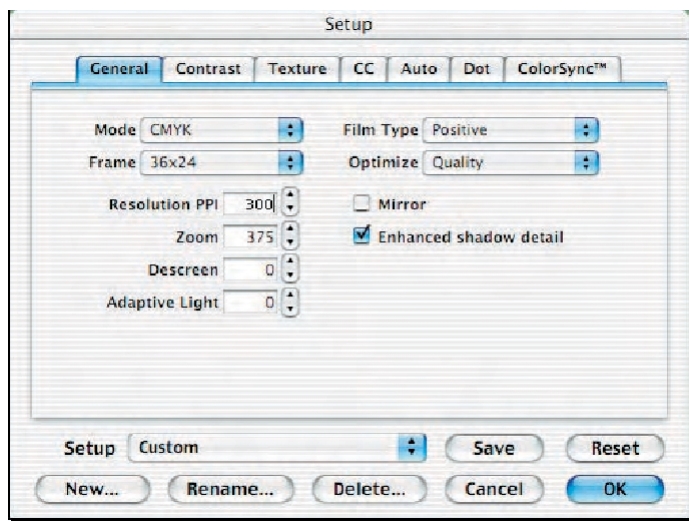 Setup
General Contrast Texture CC Auto Dot ColorSync™
Mode CMYK Film Type Positive
Frame 36x24 Optimize Quality
Resolution PPI 300 Mirror
Zoom 375 Enhanced shadow detail
Descreen 0
Adaptive Light 0
Setup Custom Save Reset
New... Rename... Delete... Cancel OK